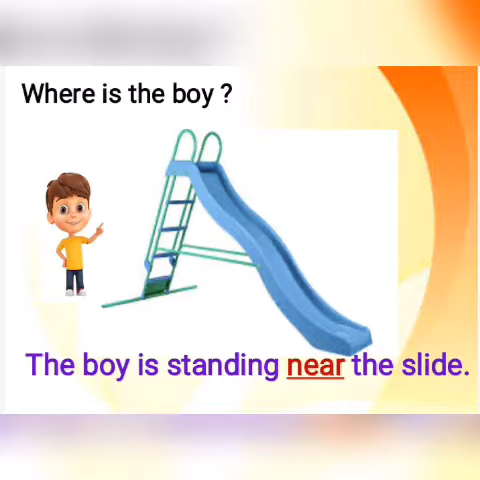 Where is the boy ?
The boy is standing near the slide.